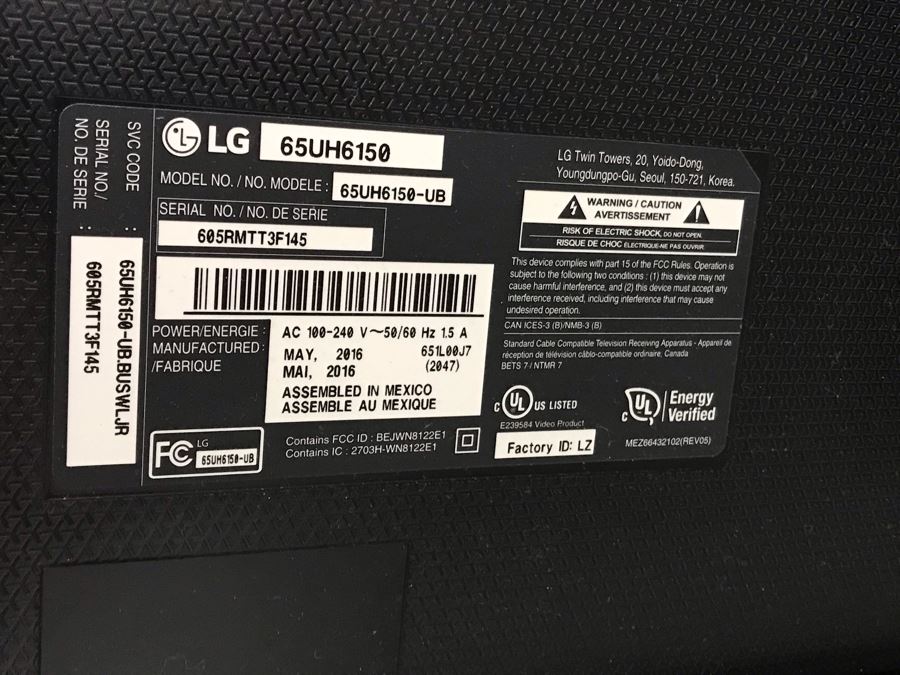 LG 65UH6150
MODEL NO. / NO. MODELE : 65UH6150-UB
SERIAL NO. / NO. DE SERIE
605RMTT3F145
POWER/ENERGIE : AC 100-240 V ~50/60 Hz 1.5 A
MANUFACTURED : MAY, 2016 651L00J7
/FABRIQUE MAI, 2016 (2047)
ASSEMBLED IN MEXICO
ASSEMBLE AU MEXIQUE
FC LG
65UH6150-UB
Contains FCC ID : BEJWN8122E1
Contains IC : 2703H-WN8122E1
SVC CODE : 65UH6150-UB.BUSWLJR
SERIAL NO./
NO. DE SERIE : 605RMTT3F145
LG Twin Towers, 20, Yoido-Dong,
Youngdungpo-Gu, Seoul, 150-721, Korea.
WARNING / CAUTION
AVERTISSEMENT
RISK OF ELECTRIC SHOCK, DO NOT OPEN.
RISQUE DE CHOC ELECTRIQUE-NE PAS OUVRIR.
This device complies with part 15 of the FCC Rules. Operation is
subject to the following two conditions : (1) this device may not
cause harmful interference, and (2) this device must accept any
interference received, including interference that may cause
undesired operation.
CAN ICES-3 (B)/NMB-3 (B)
Standard Cable Compatible Television Receiving Apparatus - Appareil de
réception de télévision câblo-compatible ordinaire, Canada
BETS 7 / NTMR 7
c UL US LISTED
E239584 Video Product
Factory ID: LZ
c UL Energy
Verified
MEZ66432102(REV05)